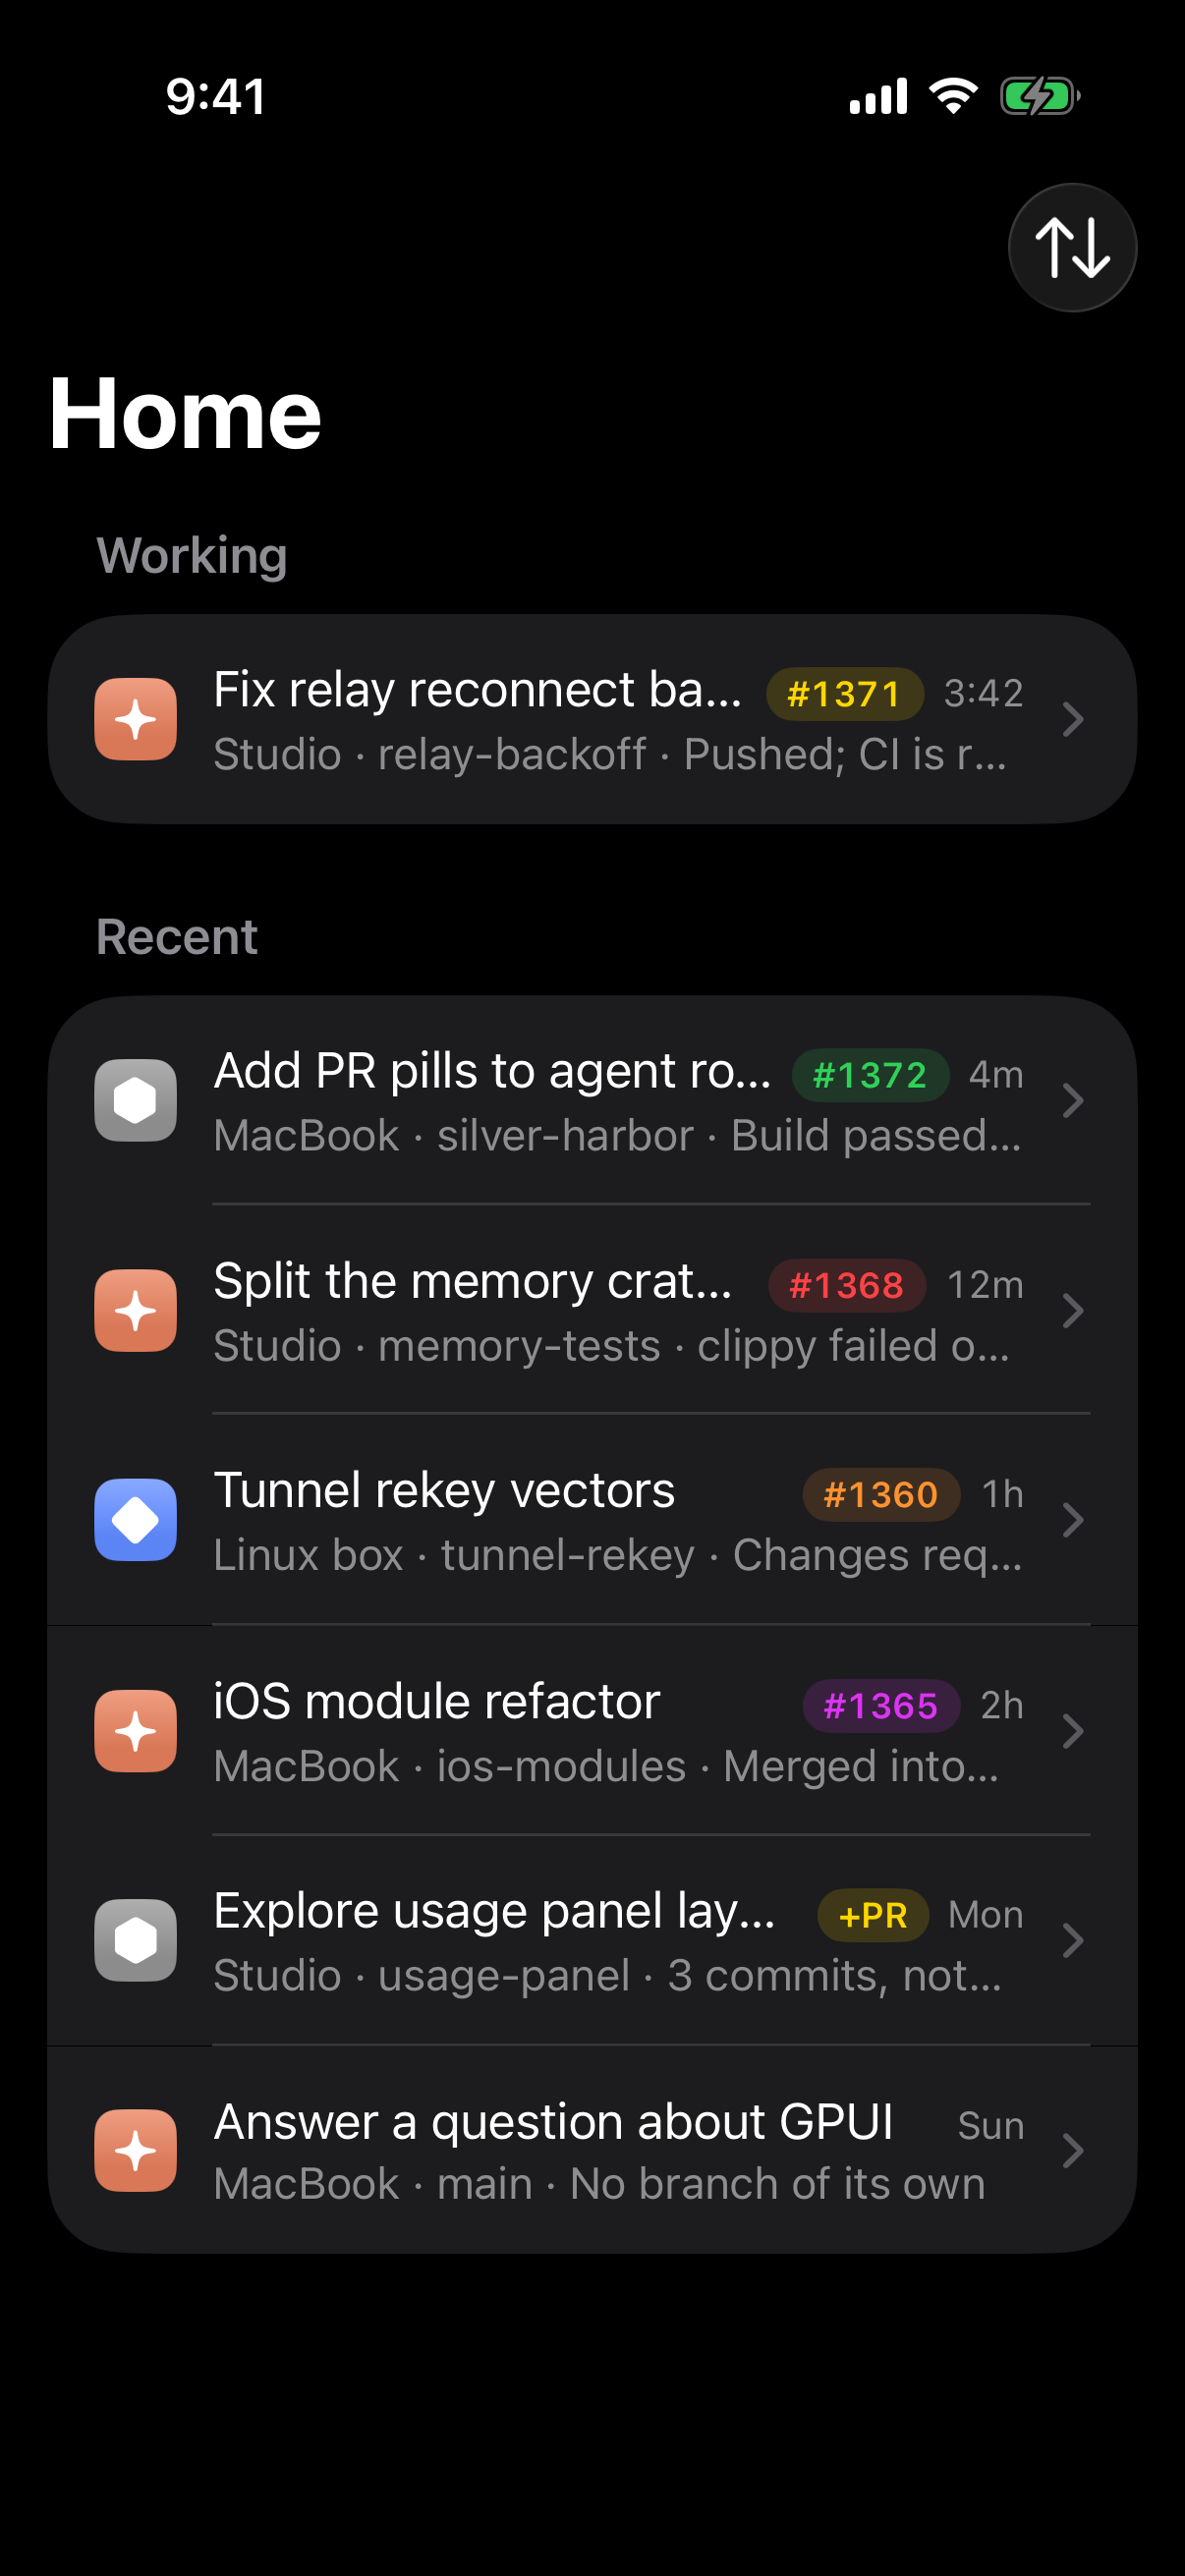 9:41
Home
Working
Fix relay reconnect ba... #1371 3:42
Studio · relay-backoff · Pushed; CI is r...
Recent
Add PR pills to agent ro... #1372 4m
MacBook · silver-harbor · Build passed...
Split the memory crat... #1368 12m
Studio · memory-tests · clippy failed o...
Tunnel rekey vectors #1360 1h
Linux box · tunnel-rekey · Changes req...
iOS module refactor #1365 2h
MacBook · ios-modules · Merged into...
Explore usage panel lay... +PR Mon
Studio · usage-panel · 3 commits, not...
Answer a question about GPUI Sun
MacBook · main · No branch of its own